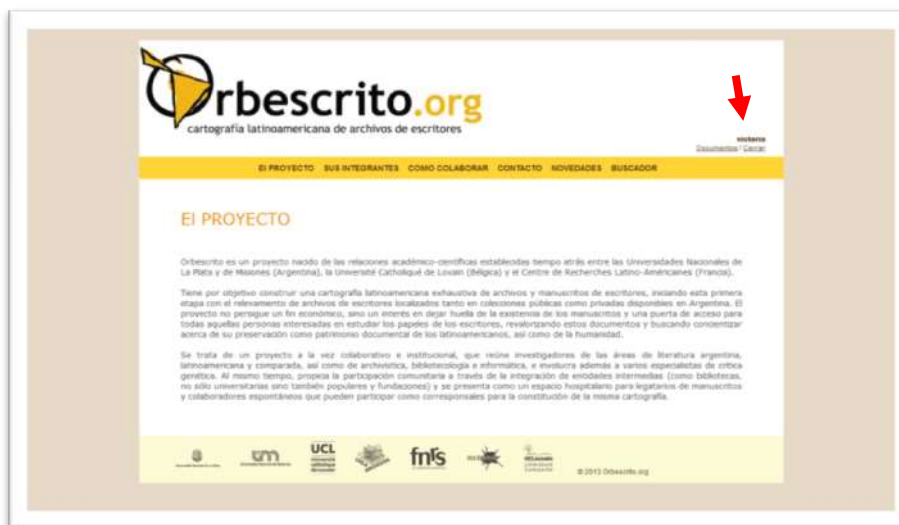 Orbescrito.org
cartografía latinoamericana de archivos de escritores
victoria
Documentos / Cerrar
El PROYECTO SUS INTEGRANTES COMO COLABORAR CONTACTO NOVEDADES BUSCADOR
El PROYECTO
Orbescrito es un proyecto nacido de las relaciones académico-científicas establecidas tiempo atrás entre las Universidades Nacionales de
La Plata y de Misiones (Argentina), la Université Catholiqué de Lovain (Bélgica) y el Centre de Recherches Latino-Américaines (Francia).
Tiene por objetivo construir una cartografía latinoamericana exhaustiva de archivos y manuscritos de escritores, iniciando esta primera
etapa con el relevamiento de archivos de escritores localizados tanto en colecciones públicas como privadas disponibles en Argentina. El
proyecto no persigue un fin económico, sino un interés en dejar huella de la existencia de los manuscritos y una puerta de acceso para
todas aquellas personas interesadas en estudiar los papeles de los escritores, revalorizando estos documentos y buscando concientizar
acerca de su preservación como patrimonio documental de los latinoamericanos, así como de la humanidad.
Se trata de un proyecto a la vez colaborativo e institucional, que reúne investigadores de las áreas de literatura argentina,
latinoamericana y comparada, así como de archivística, bibliotecología e informática, e involucra además a varios especialistas de crítica
genética. Al mismo tiempo, propicia la participación comunitaria a través de la integración de entidades intermedias (como bibliotecas,
no sólo universitarias sino también populares y fundaciones) y se presenta como un espacio hospitalario para legatarios de manuscritos
y colaboradores espontáneos que pueden participar como corresponsales para la constitución de la misma cartografía.
UCL
fnrs
© 2013 Orbescrito.org